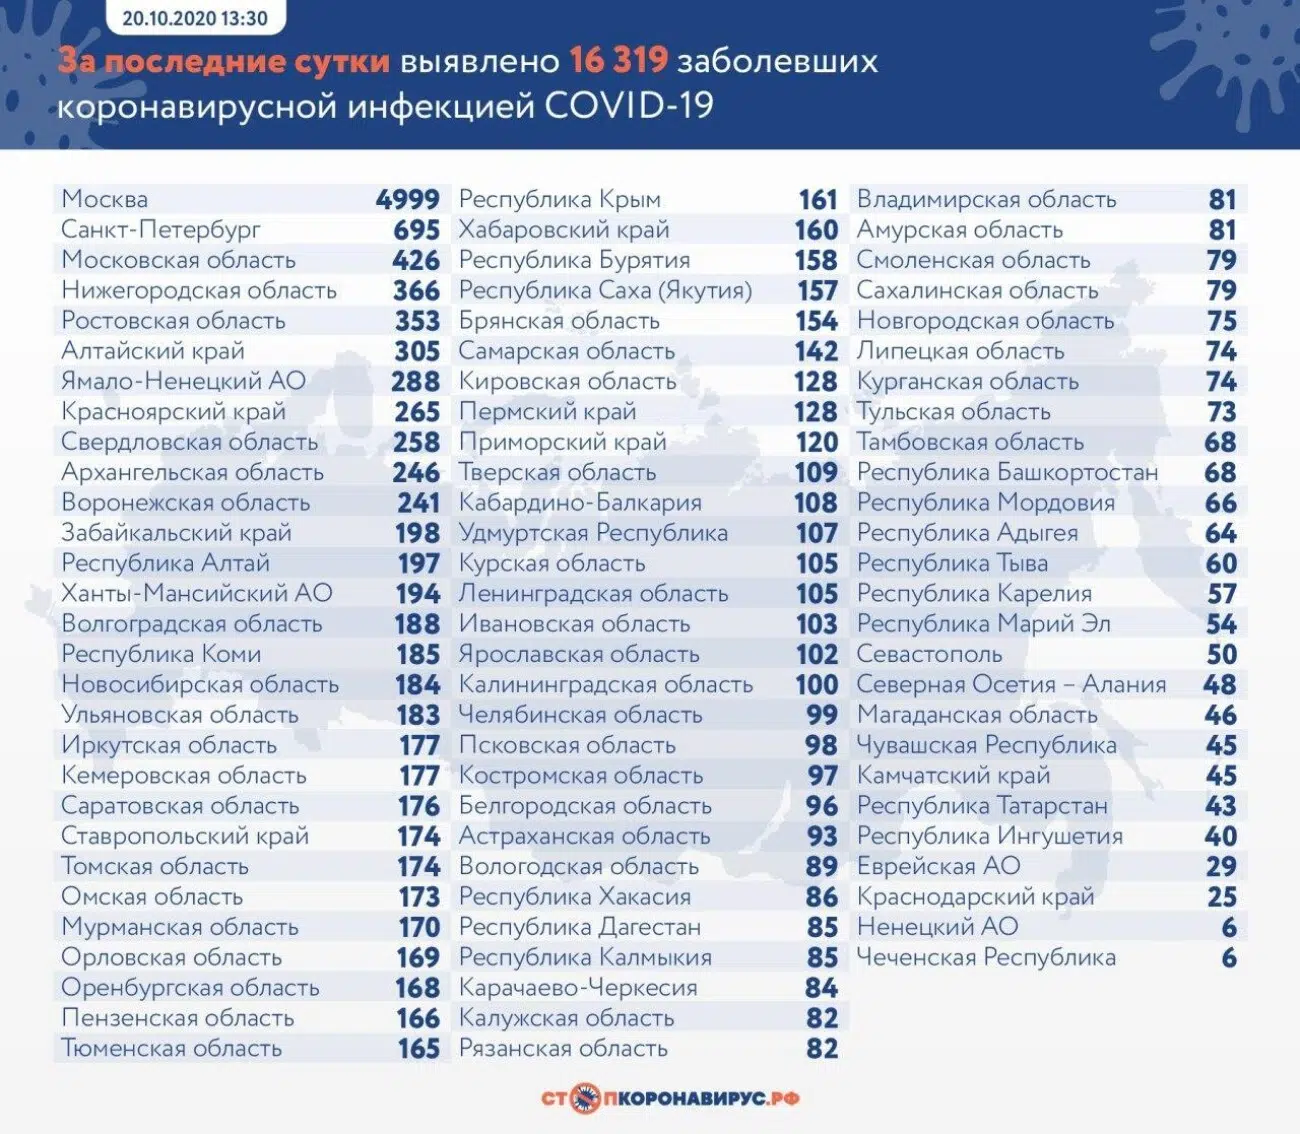 20.10.2020 13:30
За последние сутки выявлено 16 319 заболевших
коронавирусной инфекцией COVID-19
Москва 4999
Санкт-Петербург 695
Московская область 426
Нижегородская область 366
Ростовская область 353
Алтайский край 305
Ямало-Ненецкий АО 288
Красноярский край 265
Свердловская область 258
Архангельская область 246
Воронежская область 241
Забайкальский край 198
Республика Алтай 197
Ханты-Мансийский АО 194
Волгоградская область 188
Республика Коми 185
Новосибирская область 184
Ульяновская область 183
Иркутская область 177
Кемеровская область 177
Саратовская область 176
Ставропольский край 174
Томская область 174
Омская область 173
Мурманская область 170
Орловская область 169
Оренбургская область 168
Пензенская область 166
Тюменская область 165
Республика Крым 161
Хабаровский край 160
Республика Бурятия 158
Республика Саха (Якутия) 157
Брянская область 154
Самарская область 142
Кировская область 128
Пермский край 128
Приморский край 120
Тверская область 109
Кабардино-Балкария 108
Удмуртская Республика 107
Курская область 105
Ленинградская область 105
Ивановская область 103
Ярославская область 102
Калининградская область 100
Челябинская область 99
Псковская область 98
Костромская область 97
Белгородская область 96
Астраханская область 93
Вологодская область 89
Республика Хакасия 86
Республика Дагестан 85
Республика Калмыкия 85
Карачаево-Черкесия 84
Калужская область 82
Рязанская область 82
Владимирская область 81
Амурская область 81
Смоленская область 79
Сахалинская область 79
Новгородская область 75
Липецкая область 74
Курганская область 74
Тульская область 73
Тамбовская область 68
Республика Башкортостан 68
Республика Мордовия 66
Республика Адыгея 64
Республика Тыва 60
Республика Карелия 57
Республика Марий Эл 54
Севастополь 50
Северная Осетия – Алания 48
Магаданская область 46
Чувашская Республика 45
Камчатский край 45
Республика Татарстан 43
Республика Ингушетия 40
Еврейская АО 29
Краснодарский край 25
Ненецкий АО 6
Чеченская Республика 6
СТОПКОРОНАВИРУС.РФ